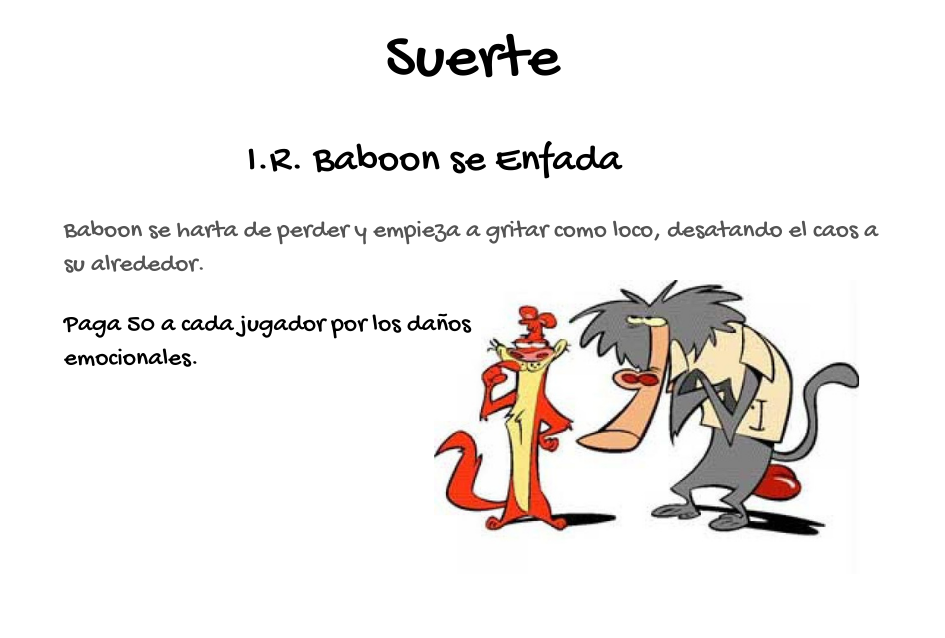 Suerte
I.R. Baboon se Enfada
Baboon se harta de perder y empieza a gritar como loco, desatando el caos a
su alrededor.
Paga 50 a cada jugador por los daños
emocionales.
I